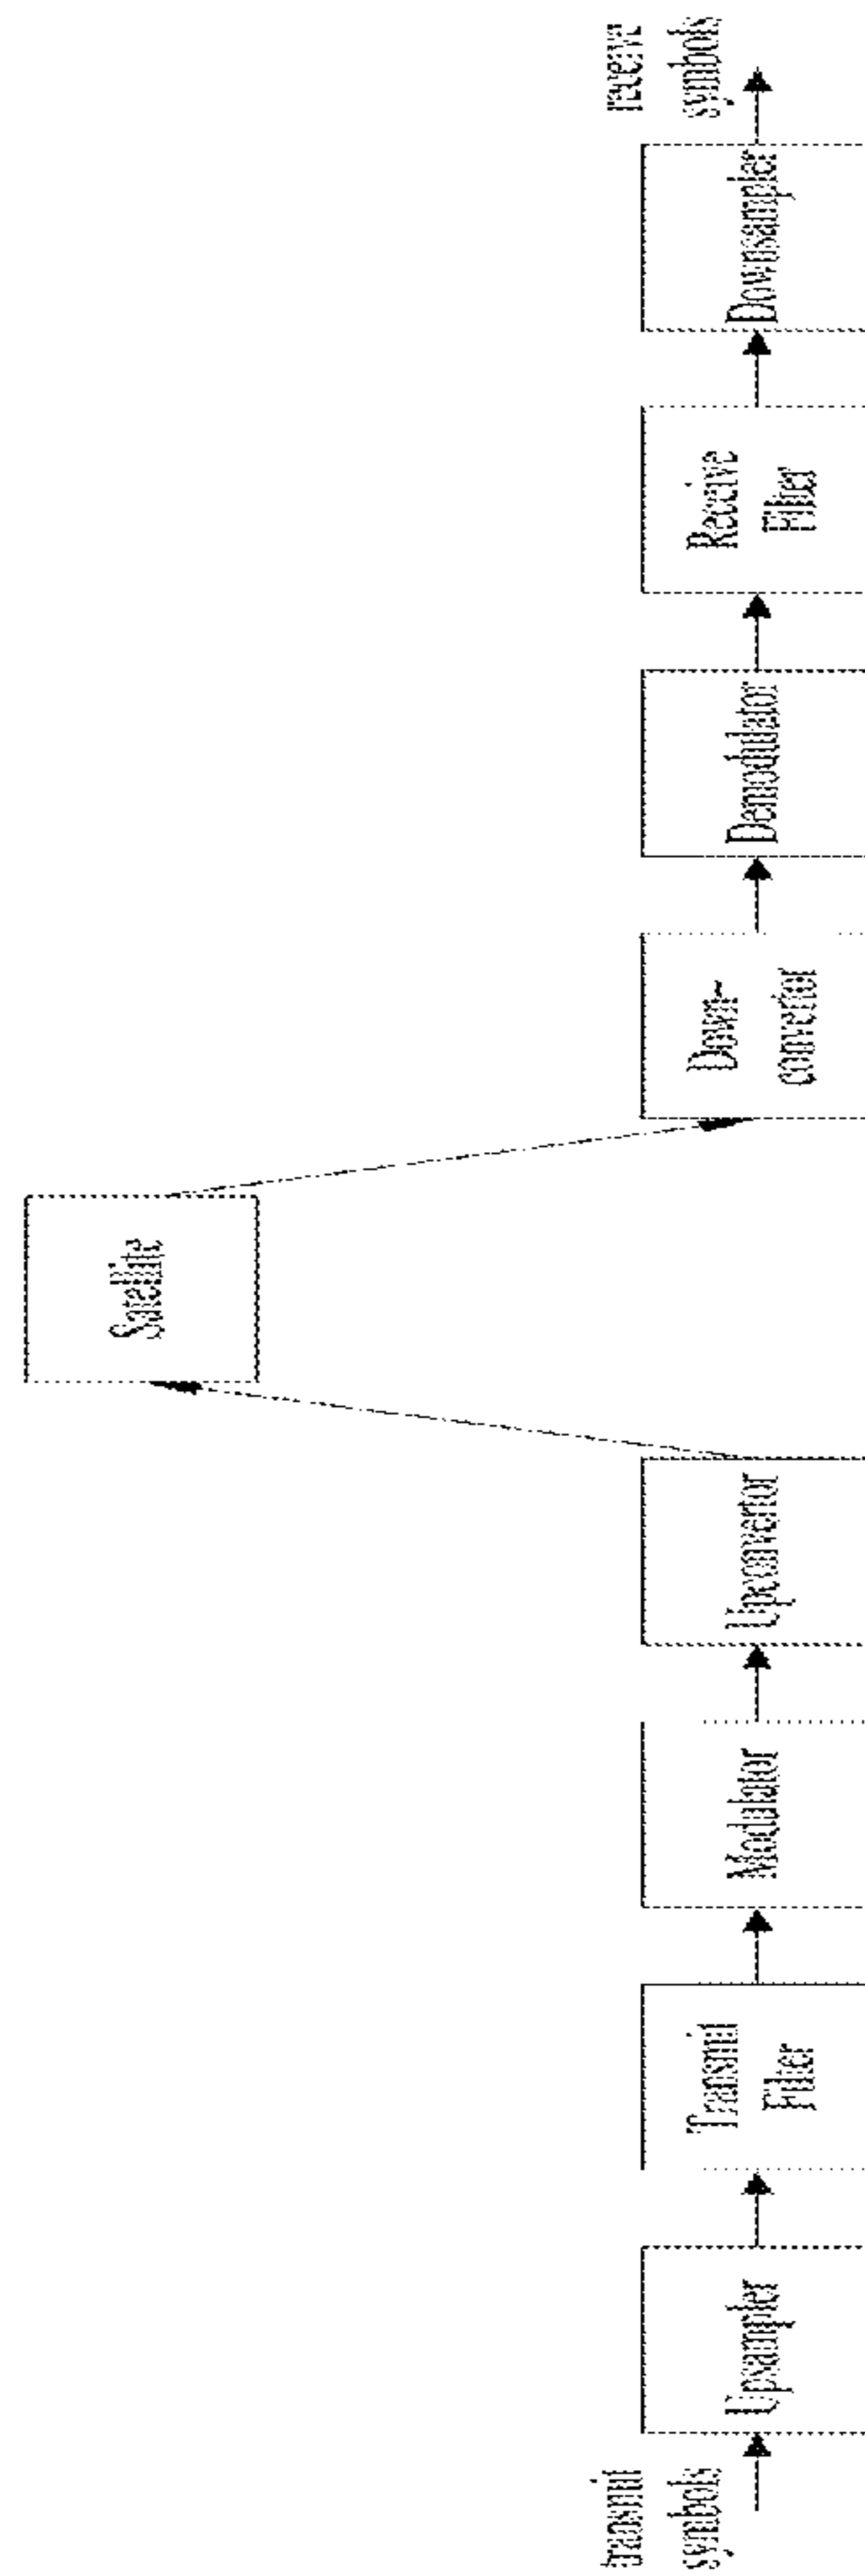 transmit
symbols
Upsampler
Transmit
Filter
Modulator
Upconvertor
Satellite
Down-
convertor
Demodulator
Receive
Filter
Downsampler
receive
symbols